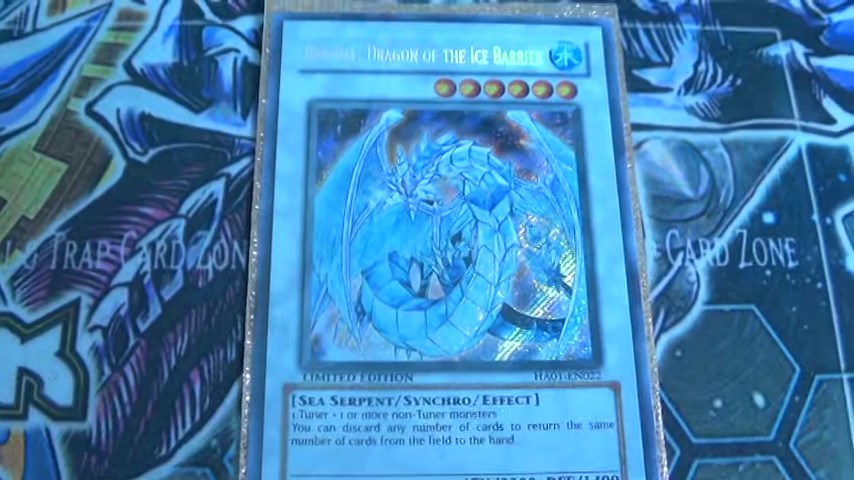 Dragon of the Ice Barrier
水
Trap Card Zone
Card Zone
Limited Edition
HA01-EN022
[Sea Serpent/Synchro/Effect]
1 Tuner + 1 or more non-Tuner monsters
You can discard any number of cards to return the same
number of cards from the field to the hand.